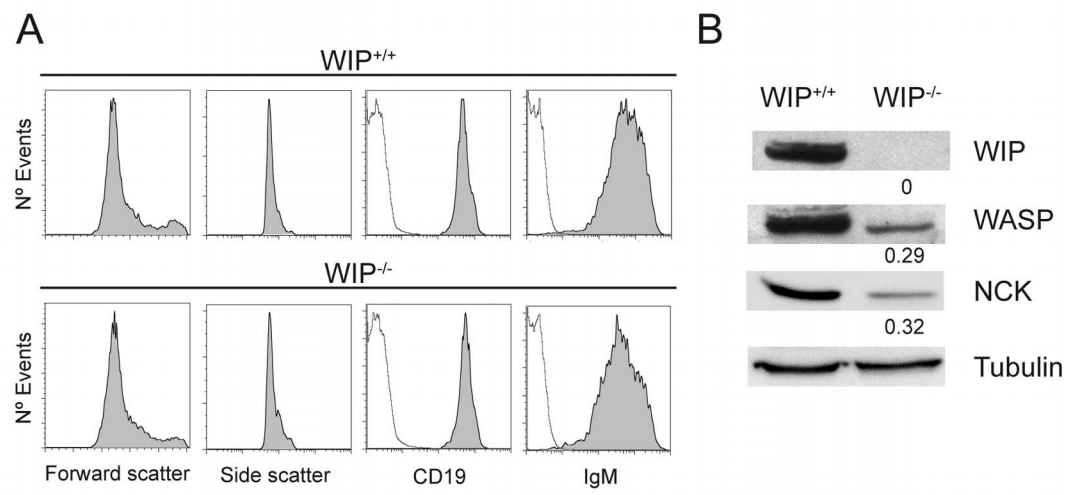 A
WIP+/+
Nº Events
WIP-/-
Nº Events
Forward scatter
Side scatter
CD19
IgM
B
WIP+/+
WIP-/-
WIP
0
WASP
0.29
NCK
0.32
Tubulin